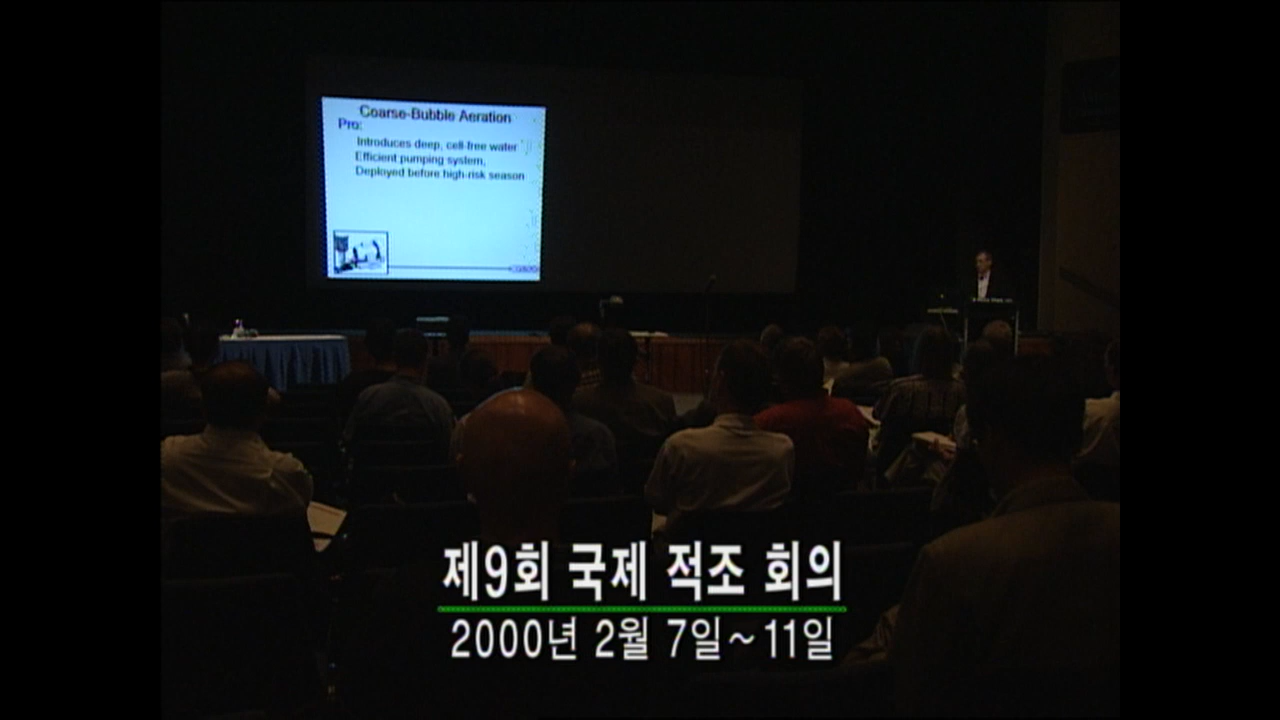 Coarse-Bubble Aeration
Pro:
Introduces deep, cell-free water
Efficient pumping system,
Deployed before high-risk season
제9회 국제 적조 회의
2000년 2월 7일~11일